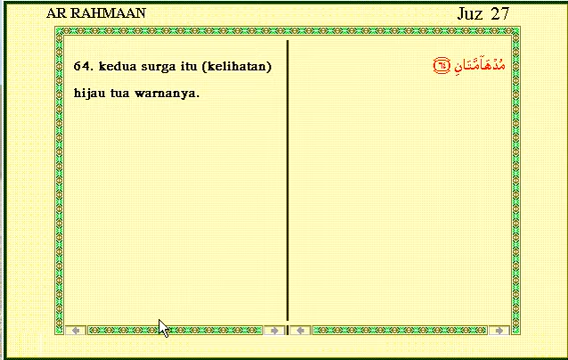 AR RAHMAAN
Juz 27
64. kedua surga itu (kelihatan)
hijau tua warnanya.
مُدْهَآمَّتَانِ ﴿٦٤﴾